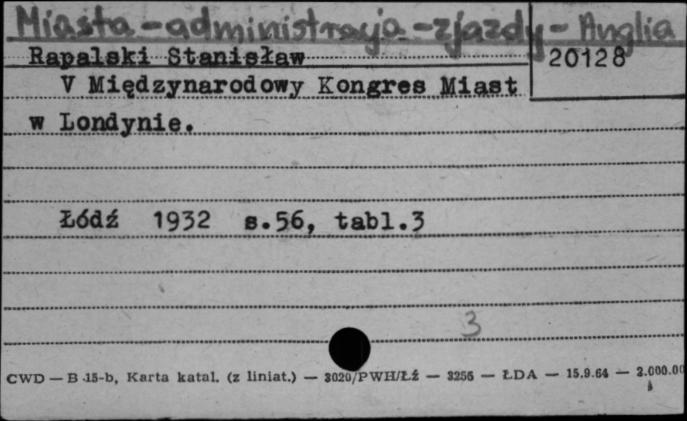 Miasta - administracja - zjazdy - Anglia
Rapalski Stanisław
20128
V Międzynarodowy Kongres Miast
w Londynie.
Łódź 1932 s.56, tabl.3
3
CWD — B 15-b, Karta katal. (z liniat.) — 3020/PWH/Łź — 3256 — ŁDA — 15.9.64 — 2.000.00